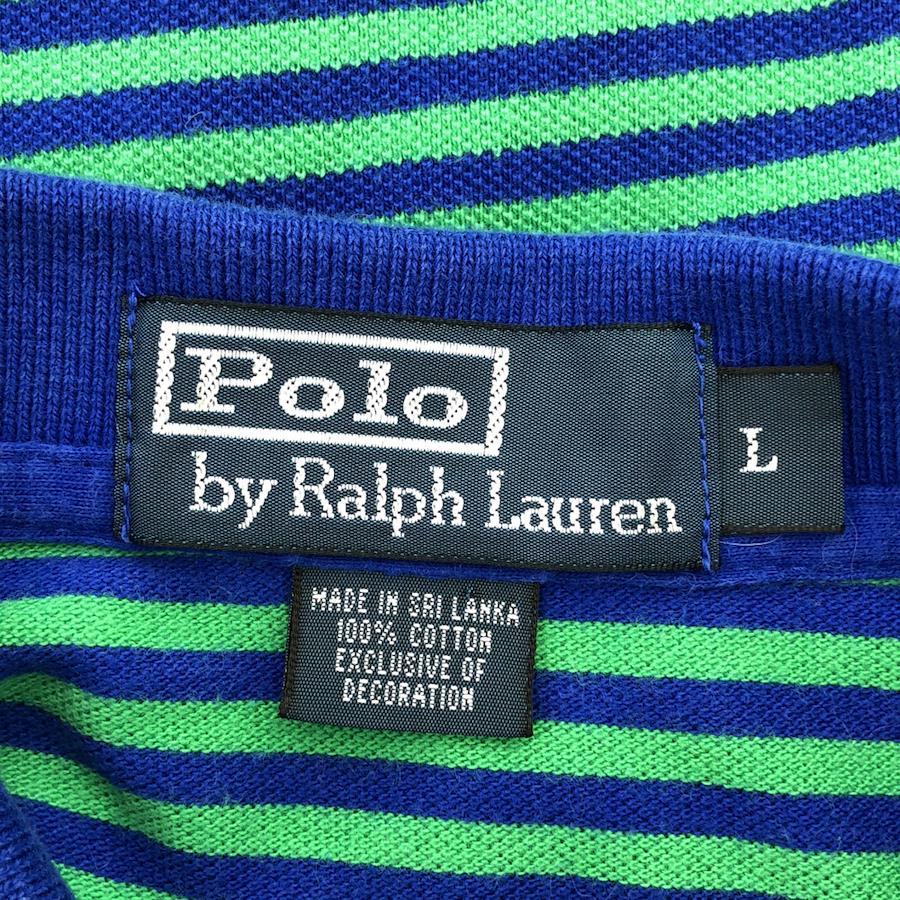 Polo
by Ralph Lauren
L
MADE IN SRI LANKA
100% COTTON
EXCLUSIVE OF
DECORATION